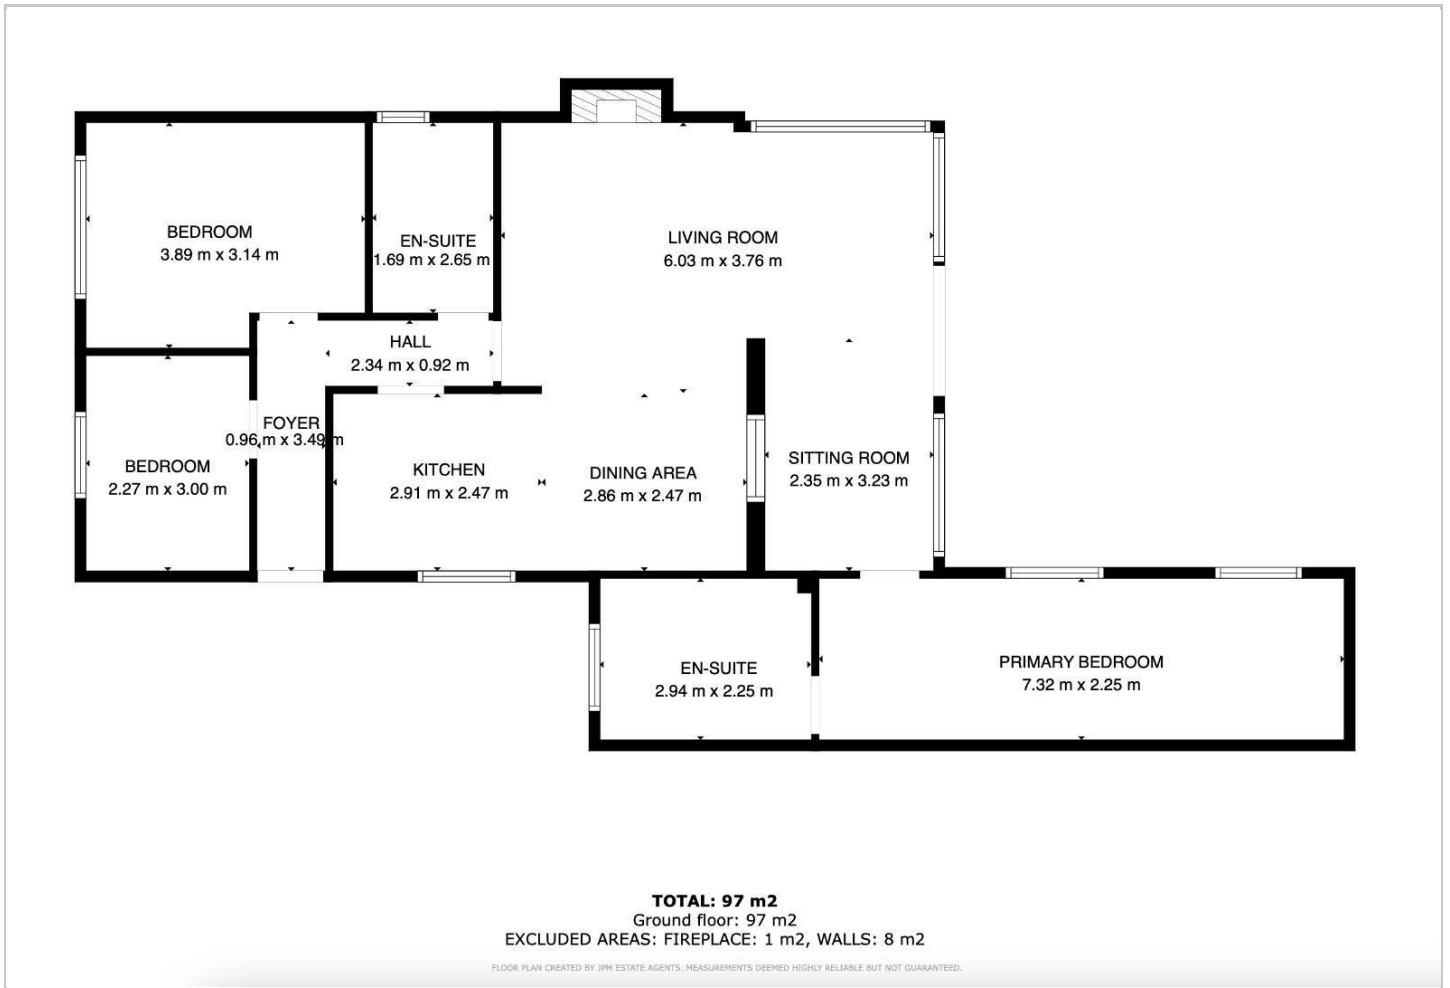 BEDROOM
3.89 m x 3.14 m
EN-SUITE
1.69 m x 2.65 m
LIVING ROOM
6.03 m x 3.76 m
HALL
2.34 m x 0.92 m
FOYER
0.96 m x 3.49 m
BEDROOM
2.27 m x 3.00 m
KITCHEN
2.91 m x 2.47 m
DINING AREA
2.86 m x 2.47 m
SITTING ROOM
2.35 m x 3.23 m
EN-SUITE
2.94 m x 2.25 m
PRIMARY BEDROOM
7.32 m x 2.25 m
TOTAL: 97 m2
Ground floor: 97 m2
EXCLUDED AREAS: FIREPLACE: 1 m2, WALLS: 8 m2
FLOOR PLAN CREATED BY JPM ESTATE AGENTS. MEASUREMENTS DEEMED HIGHLY RELIABLE BUT NOT GUARANTEED.